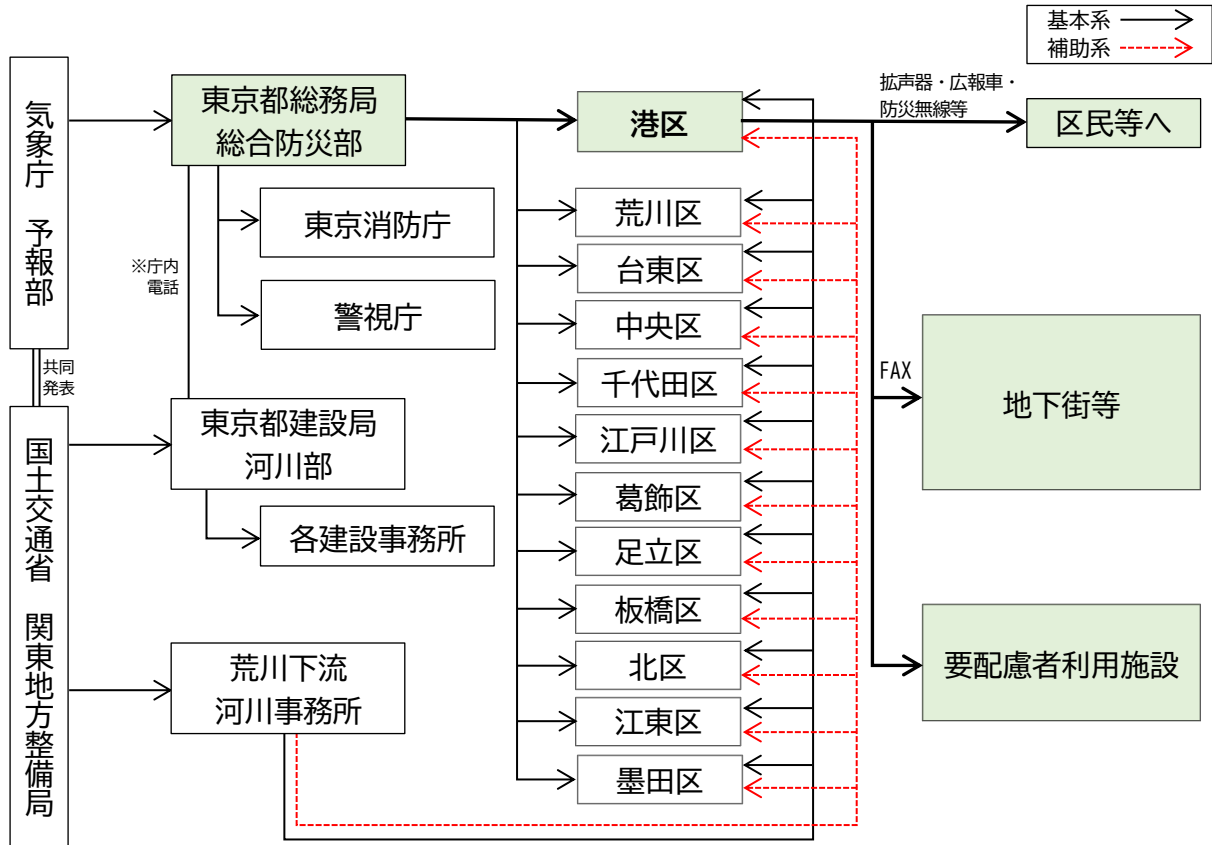 基本系
補助系
気象庁　予報部
東京都総務局
総合防災部
港区
拡声器・広報車・
防災無線等
区民等へ
東京消防庁
荒川区
※庁内
電話
台東区
警視庁
中央区
共同
発表
千代田区
FAX
地下街等
国土交通省　関東地方整備局
東京都建設局
河川部
江戸川区
葛飾区
各建設事務所
足立区
板橋区
荒川下流
河川事務所
北区
要配慮者利用施設
江東区
墨田区